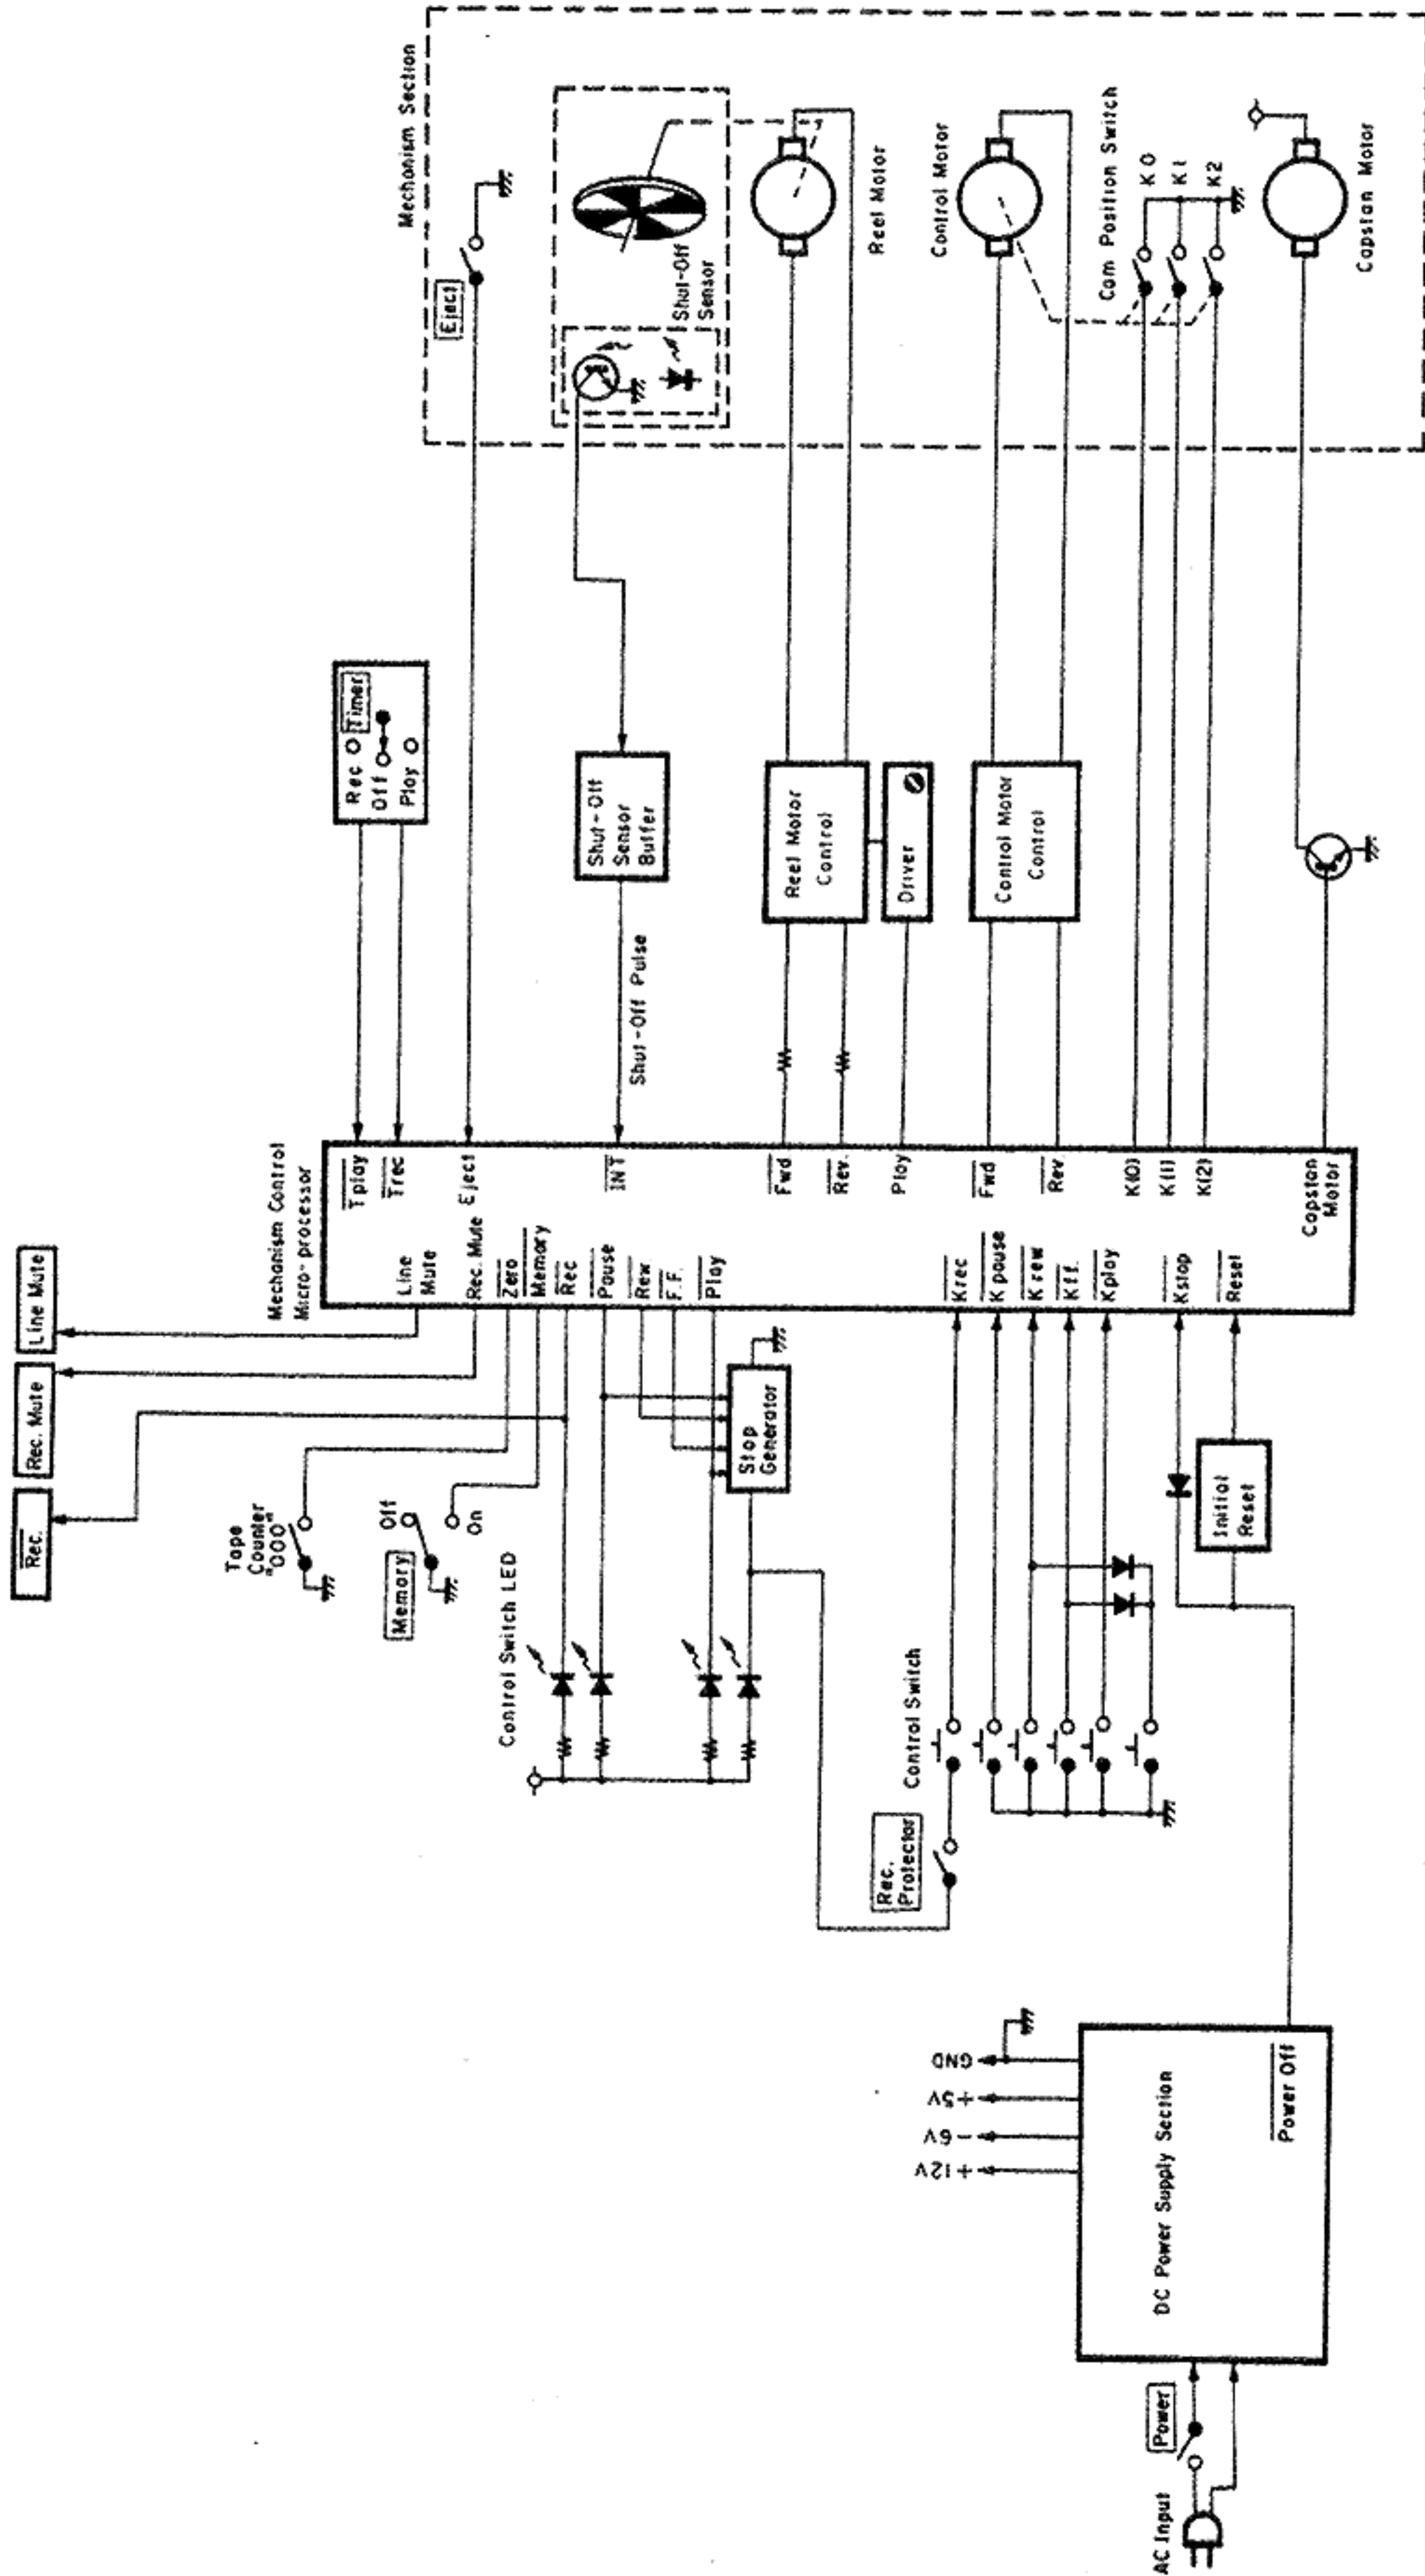 Mechanism Section
Eject
Shut-Off
Sensor
Reel Motor
Control Motor
Cam Position Switch
K0
K1
K2
Capstan Motor
Rec
Timer
Off
Play
Shut-Off
Sensor
Buffer
Shut-Off Pulse
Reel Motor
Control
Driver
Control Motor
Control
Mechanism Control
Micro-processor
Tplay
Trec
Eject
INT
Fwd
Rev.
Play
Fwd
Rev.
K(0)
K(1)
K(2)
Capstan
Motor
Line
Mute
Rec. Mute
Zero
Memory
Rec
Pause
Rew
F.F.
Play
Krec
Kpause
Krew
Kff.
Kplay
Kstop
Reset
Line Mute
Rec. Mute
Rec.
Tape
Counter
"000"
Memory
Off
On
Stop
Generator
Control Switch LED
Initial
Reset
Control Switch
Rec.
Protector
GND
+5V
-6V
+12V
DC Power Supply Section
Power Off
Power
AC Input